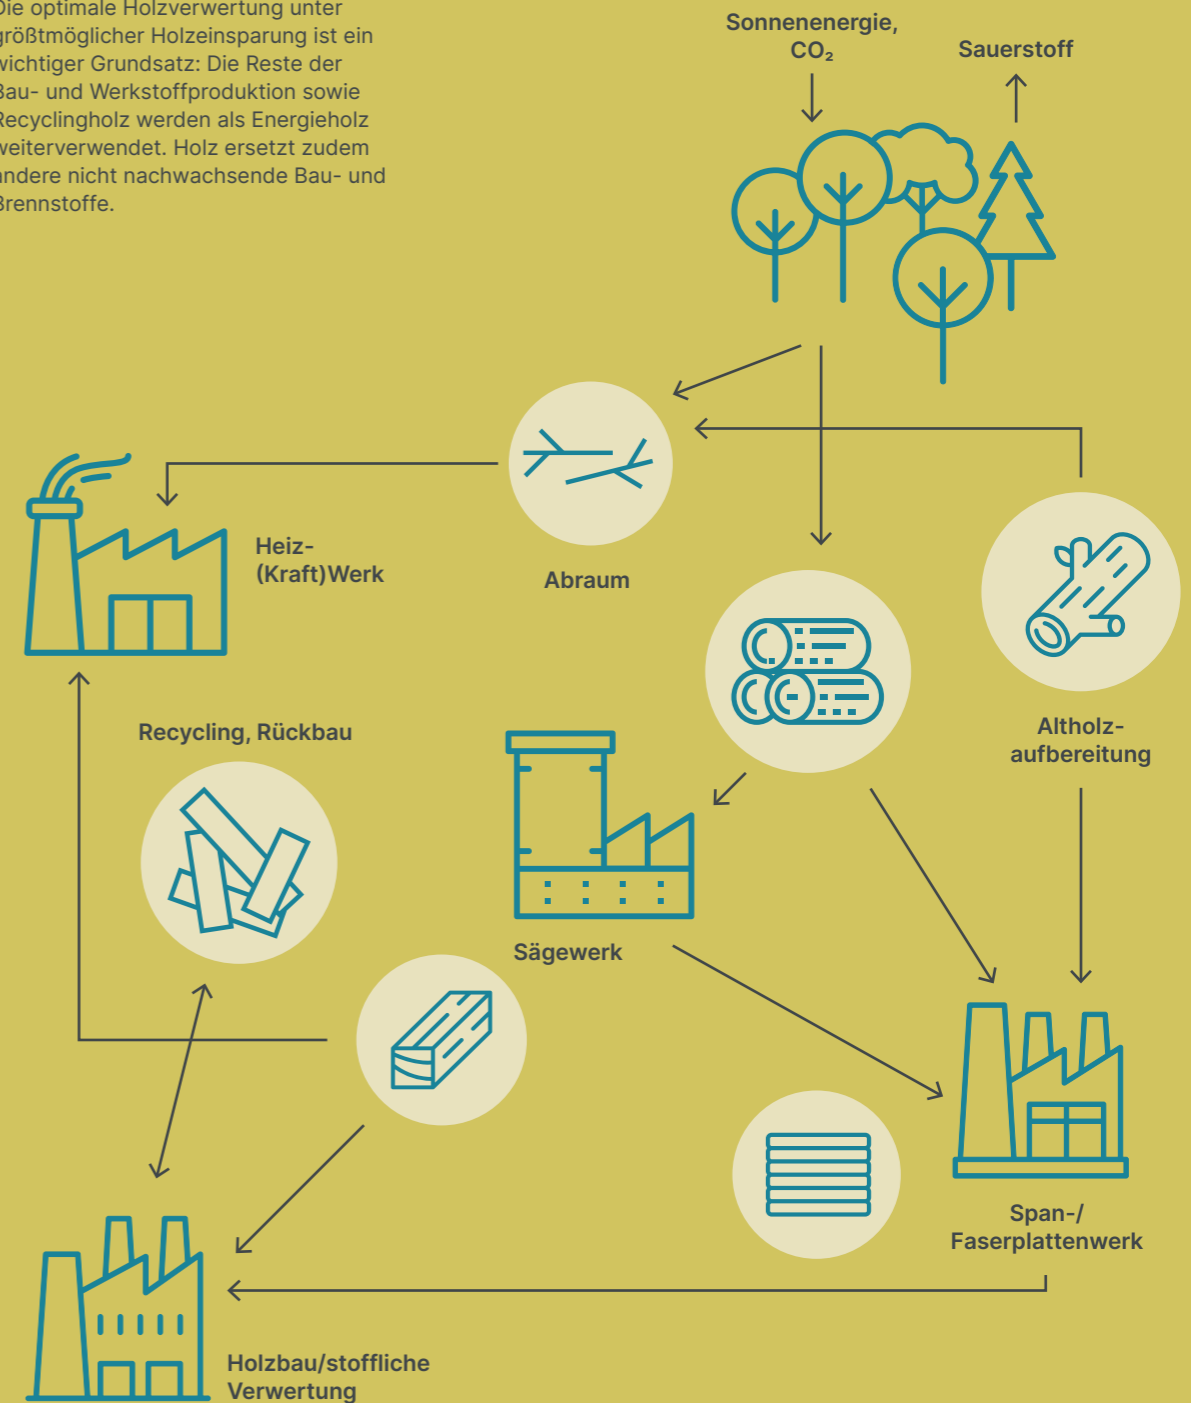 Die optimale Holzverwertung unter
größtmöglicher Holzeinsparung ist ein
wichtiger Grundsatz: Die Reste der
Bau- und Werkstoffproduktion sowie
Recyclingholz werden als Energieholz
weiterverwendet. Holz ersetzt zudem
andere nicht nachwachsende Bau- und
Brennstoffe.
Sonnenenergie,
CO₂
Sauerstoff
Heiz-
(Kraft)Werk
Abraum
Altholz-
aufbereitung
Recycling, Rückbau
Sägewerk
Span-/
Faserplattenwerk
Holzbau/stoffliche
Verwertung